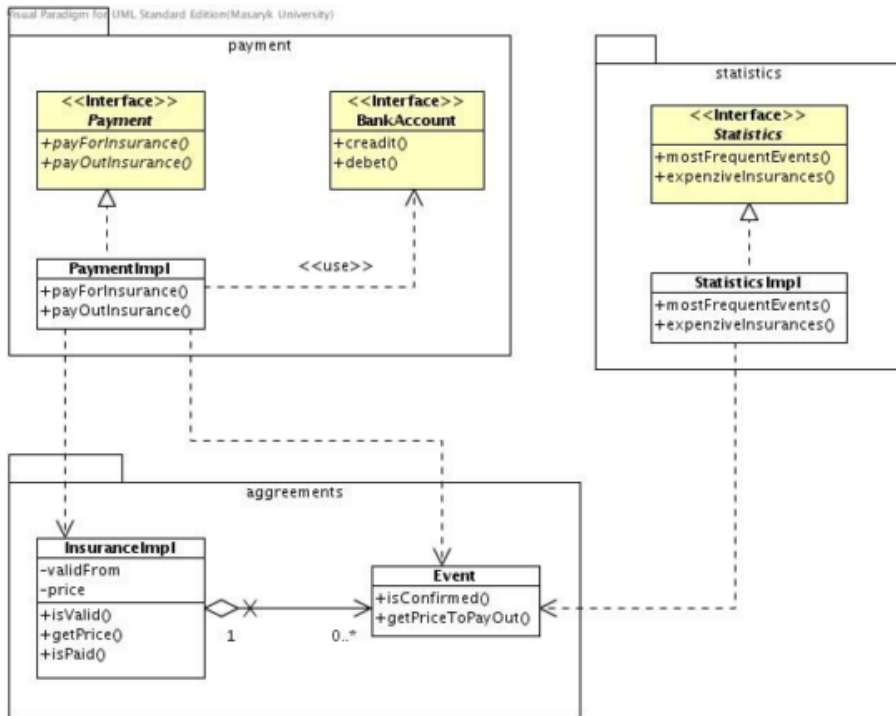 Visual Paradigm for UML Standard Edition(Masaryk University)
payment
<<Interface>>
Payment
+payForInsurance()
+payOutInsurance()
<<Interface>>
BankAccount
+creadit()
+debet()
statistics
<<Interface>>
Statistics
+mostFrequentEvents()
+expenziveInsurances()
PaymentImpl
+payForInsurance()
+payOutInsurance()
<<use>>
StatisticsImpl
+mostFrequentEvents()
+expenziveInsurances()
aggreements
InsuranceImpl
-validFrom
-price
+isValid()
+getPrice()
+isPaid()
1
0..*
Event
+isConfirmed()
+getPriceToPayOut()